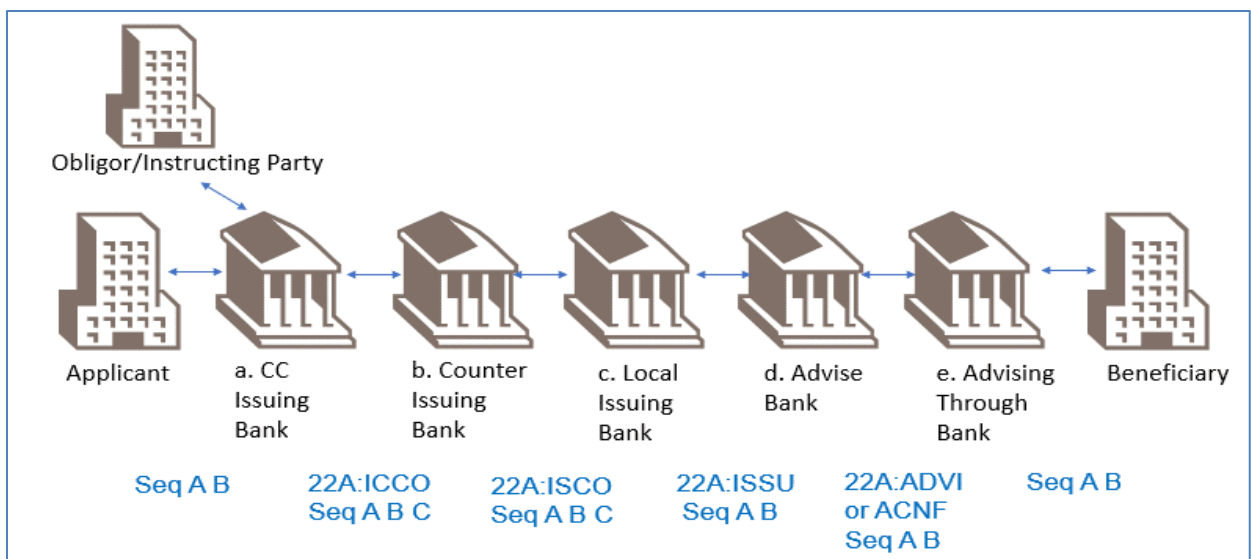 Obligor/Instructing Party
Applicant
a. CC
Issuing
Bank
b. Counter
Issuing
Bank
c. Local
Issuing
Bank
d. Advise
Bank
e. Advising
Through
Bank
Beneficiary
Seq A B
22A:ICCO
Seq A B C
22A:ISCO
Seq A B C
22A:ISSU
Seq A B
22A:ADVI
or ACNF
Seq A B
Seq A B